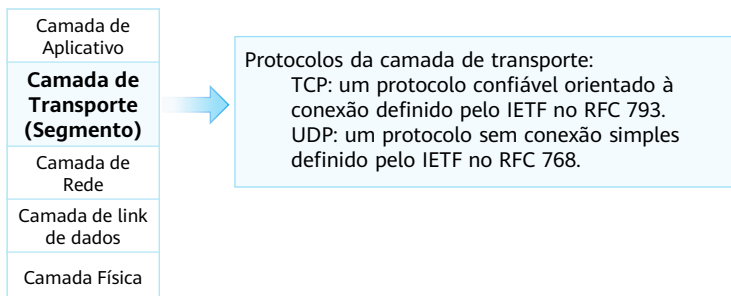 Camada de
Aplicativo
Camada de
Transporte
(Segmento)
Camada de
Rede
Camada de link
de dados
Camada Física
Protocolos da camada de transporte:
TCP: um protocolo confiável orientado à
conexão definido pelo IETF no RFC 793.
UDP: um protocolo sem conexão simples
definido pelo IETF no RFC 768.